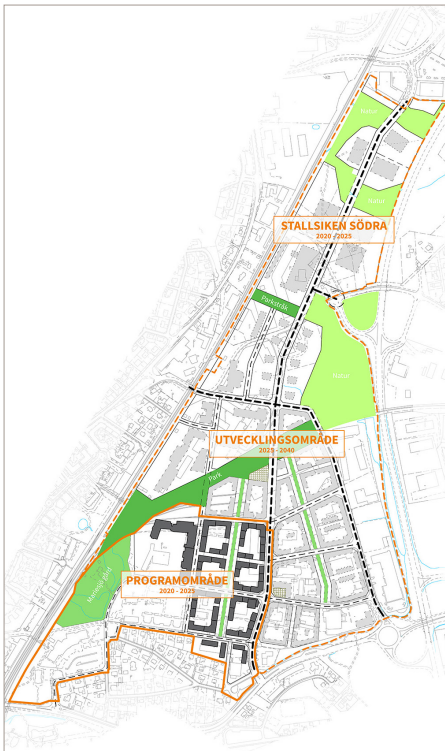 Natur
Natur
STALLSIKEN SÖDRA
2020 - 2025
Parkstråk
Natur
UTVECKLINGSOMRÅDE
2025 - 2040
Park
PROGRAMOMRÅDE
2020 - 2025